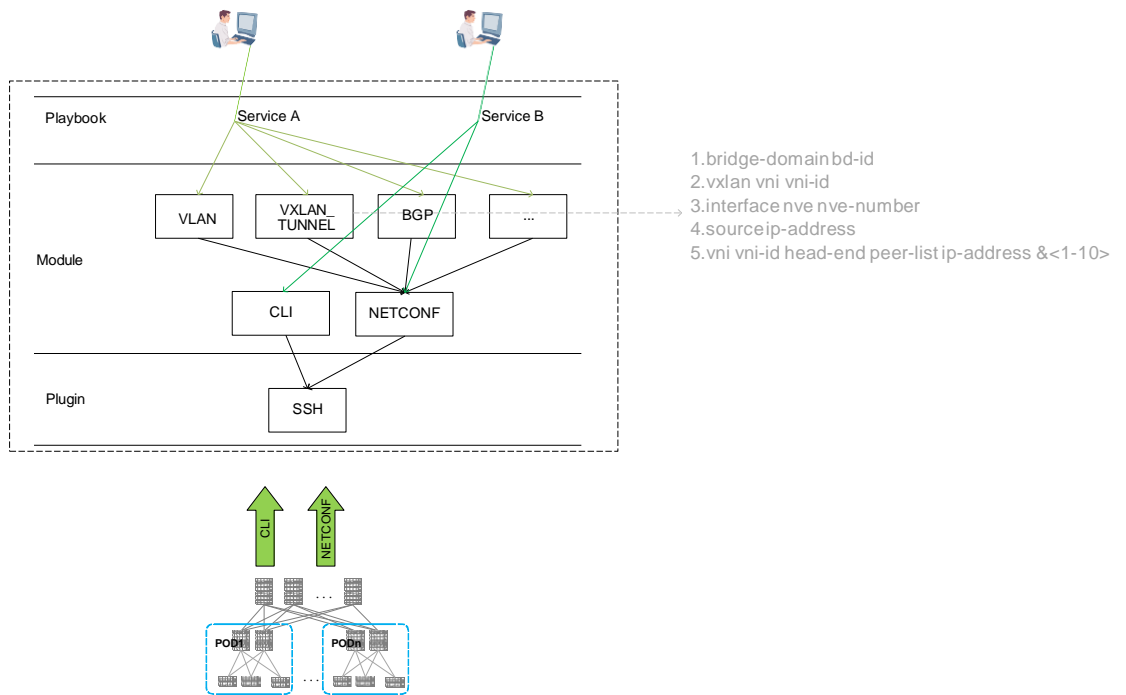 Playbook
Service A
Service B
1.bridge-domain bd-id
2.vxlan vni vni-id
3.interface nve nve-number
4.source ip-address
5.vni vni-id head-end peer-list ip-address &<1-10>
VLAN
VXLAN_
TUNNEL
BGP
...
Module
CLI
NETCONF
Plugin
SSH
CLI
NETCONF
...
POD1
PODn
...